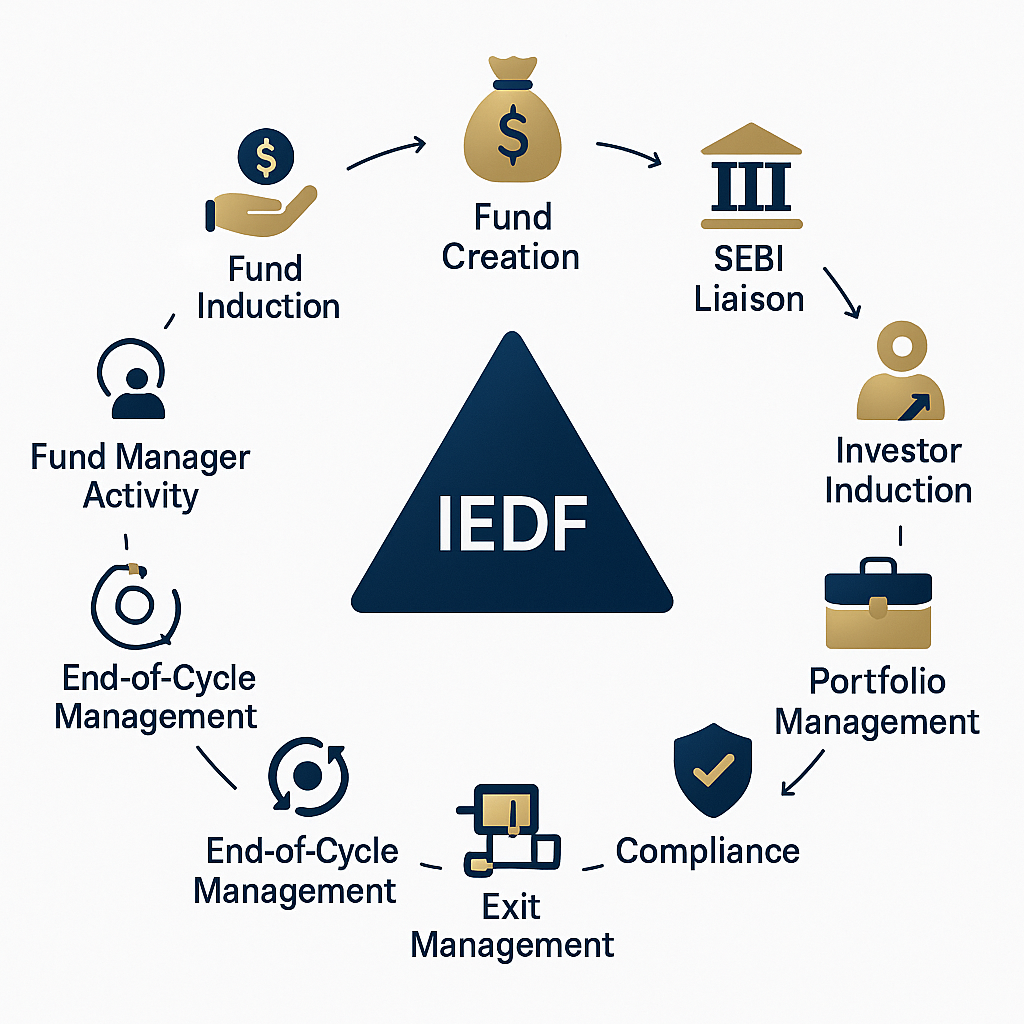 $
Fund
Creation
$
Fund
Induction
SEBI
Liaison
Investor
Induction
Portfolio
Management
Compliance
Exit
Management
End-of-Cycle
Management
End-of-Cycle
Management
Fund Manager
Activity
IEDF